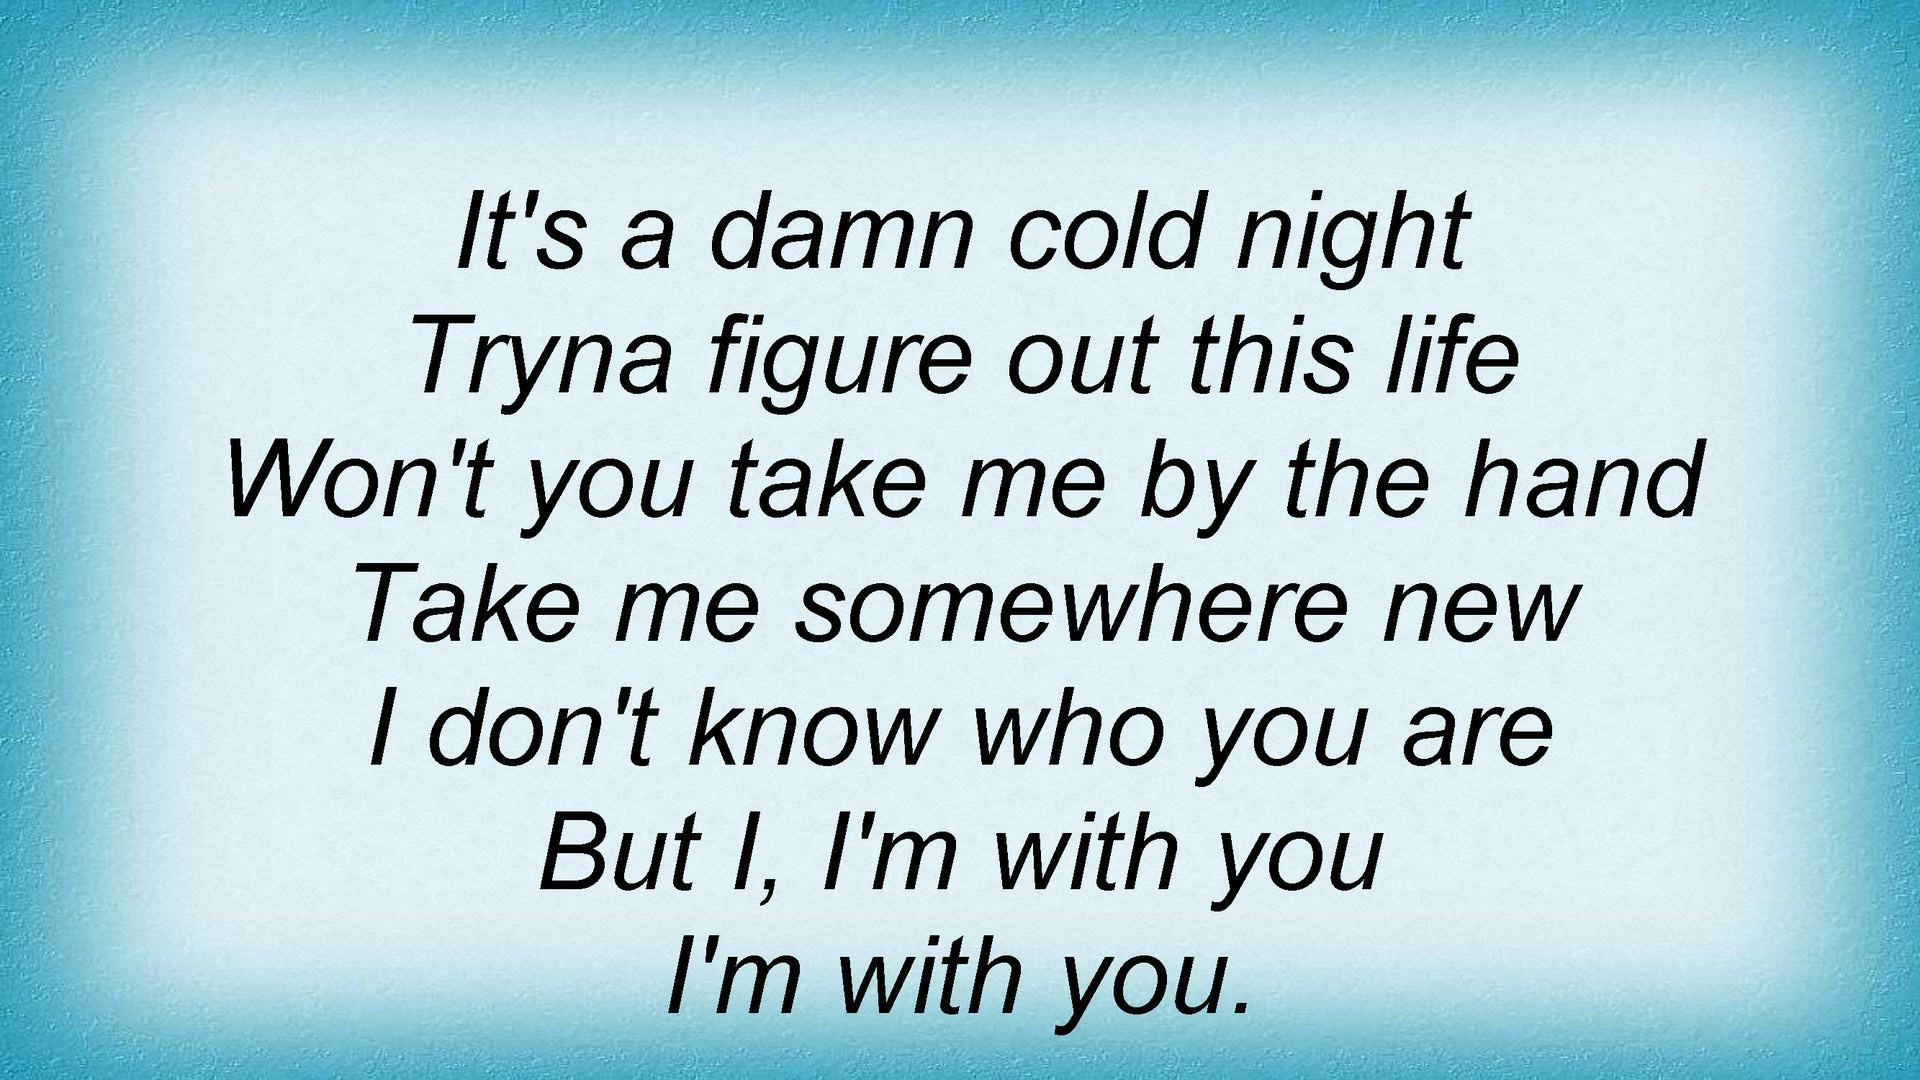 It's a damn cold night
Tryna figure out this life
Won't you take me by the hand
Take me somewhere new
I don't know who you are
But I, I'm with you
I'm with you.